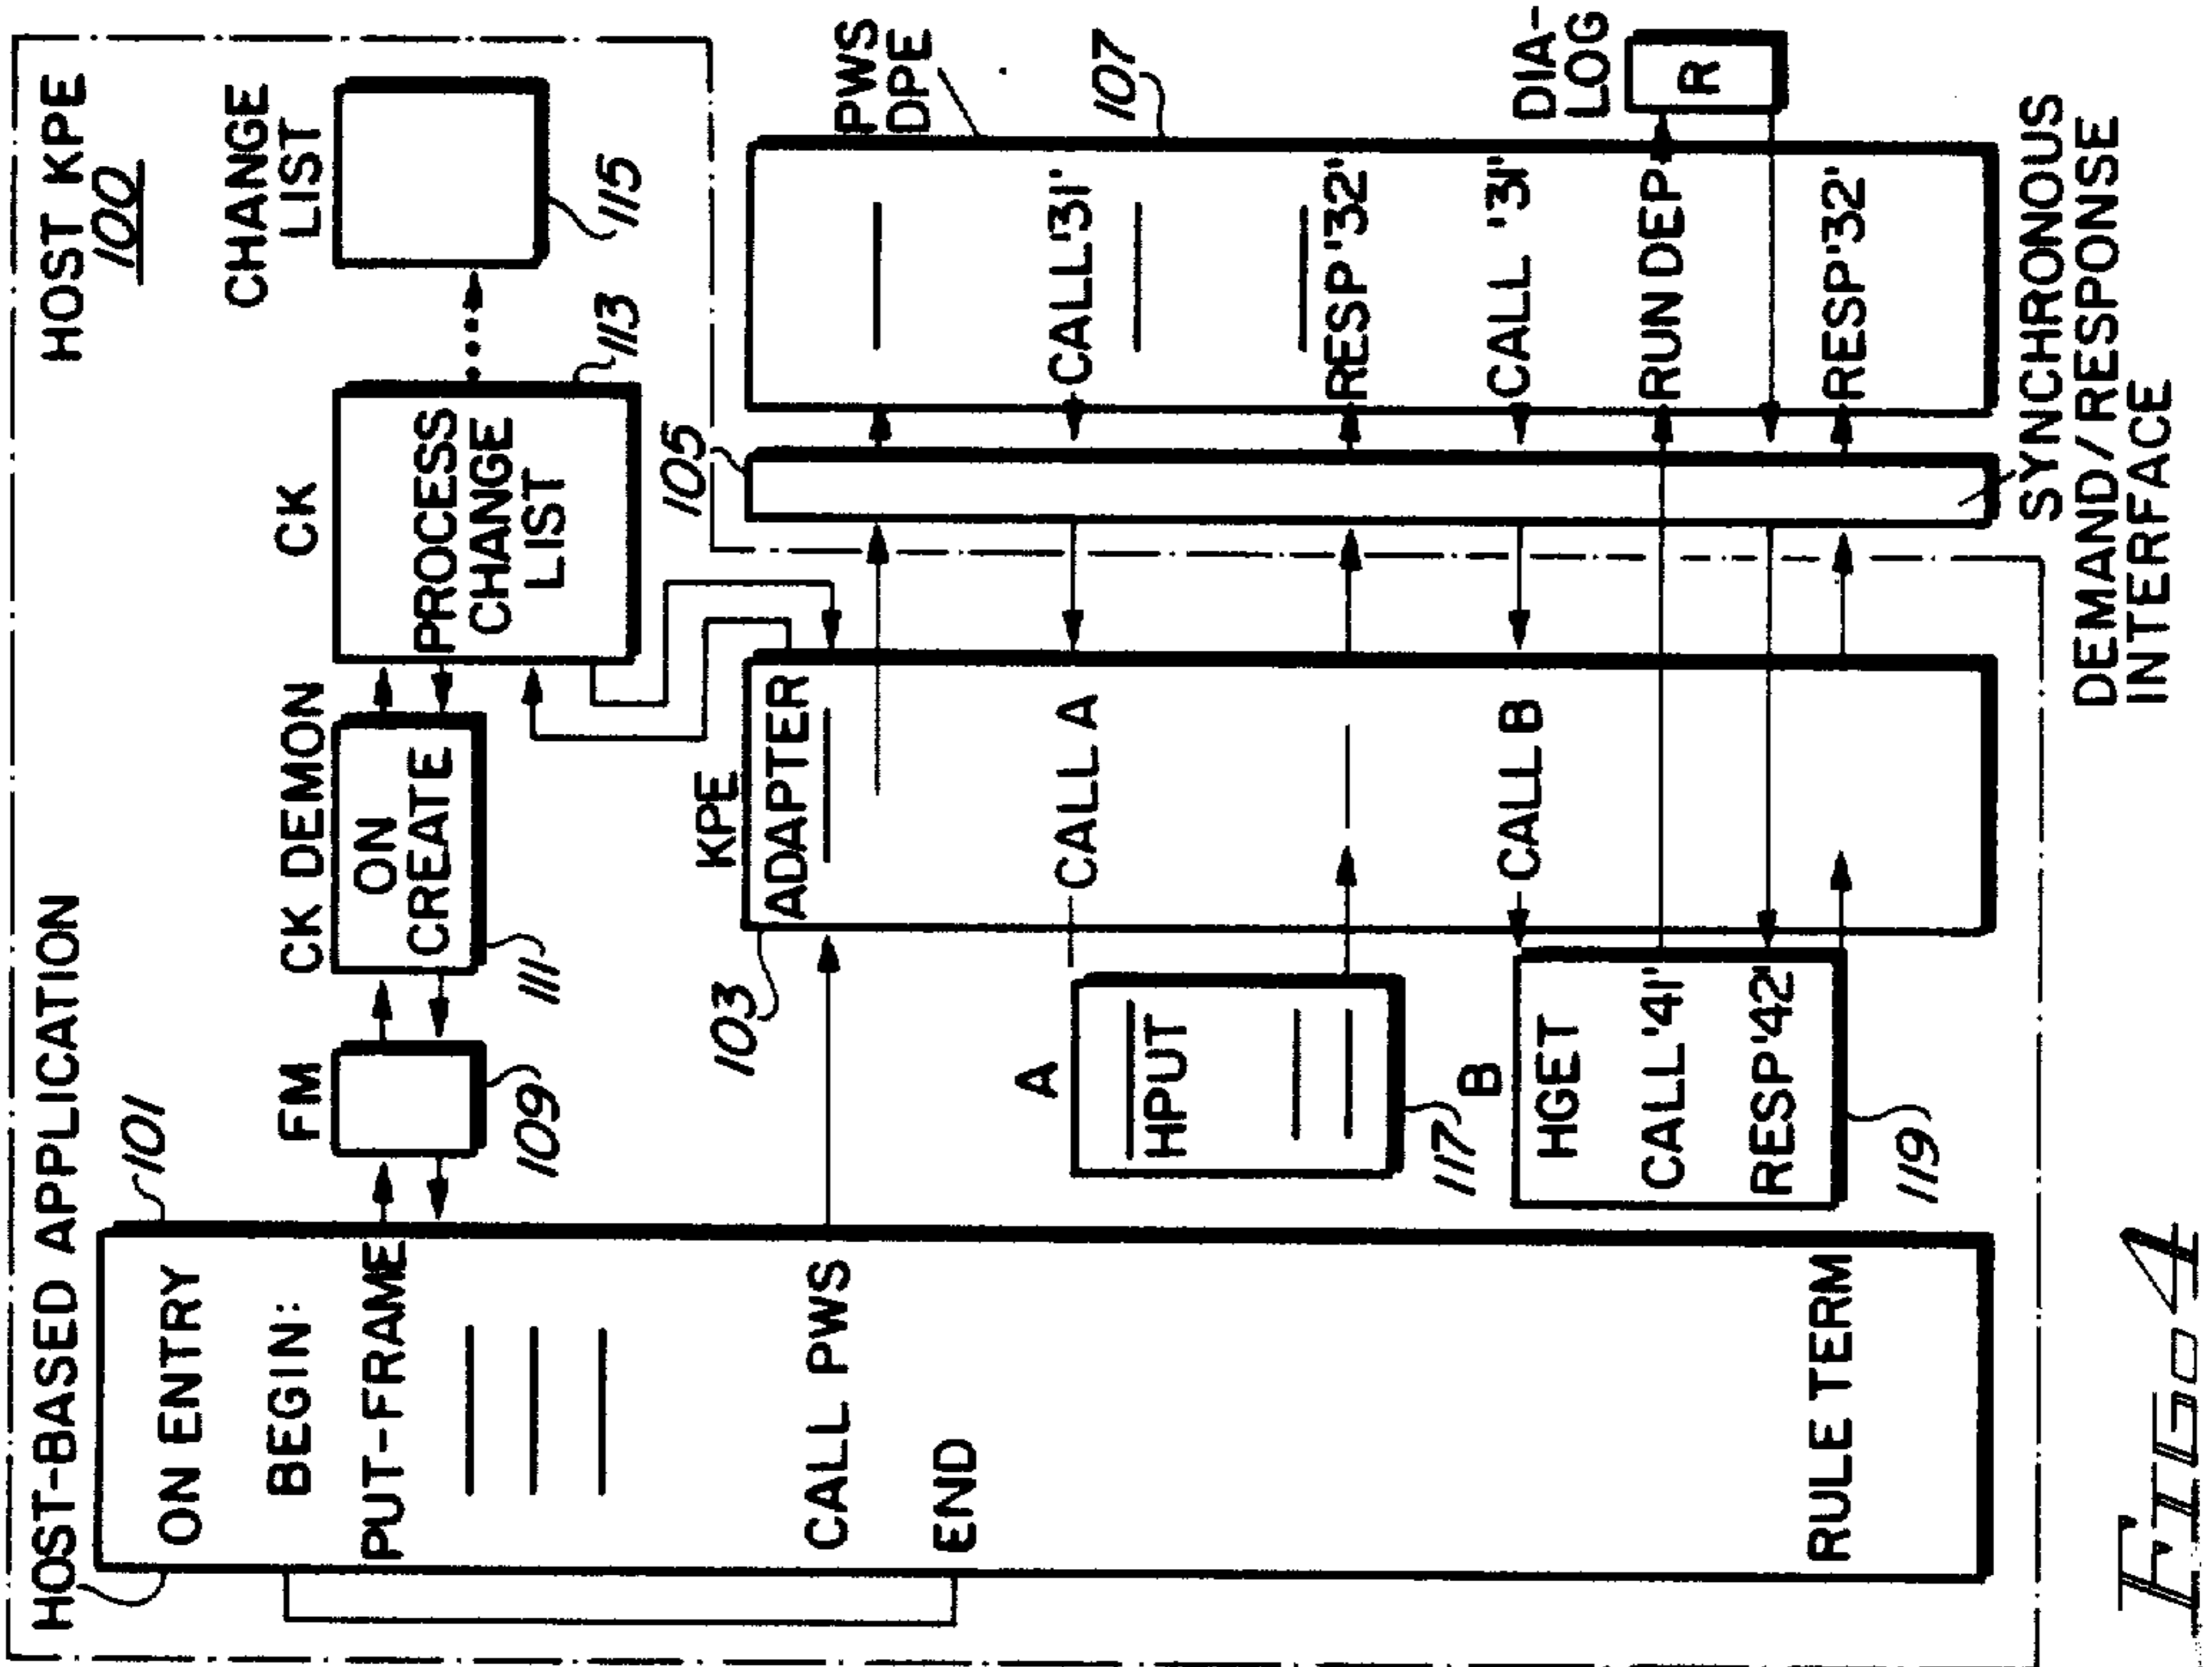 HOST-BASED APPLICATION
HOST KPE
100
101
ON ENTRY
BEGIN:
PUT-FRAME
CALL PWS
END
RULE TERM
FM
109
CK DEMON
ON
CREATE
111
CK
PROCESS
CHANGE
LIST
113
CHANGE
LIST
115
103
KPE
ADAPTER
CALL A
CALL B
A
HPUT
117
B
HGET
CALL '41'
RESP '42'
119
105
PWS
DPE
107
CALL '31'
RESP '32'
CALL '31'
RUN DEP
RESP '32'
DIA-
LOG
R
SYNCHRONOUS
DEMAND/RESPONSE
INTERFACE
FIG. 4